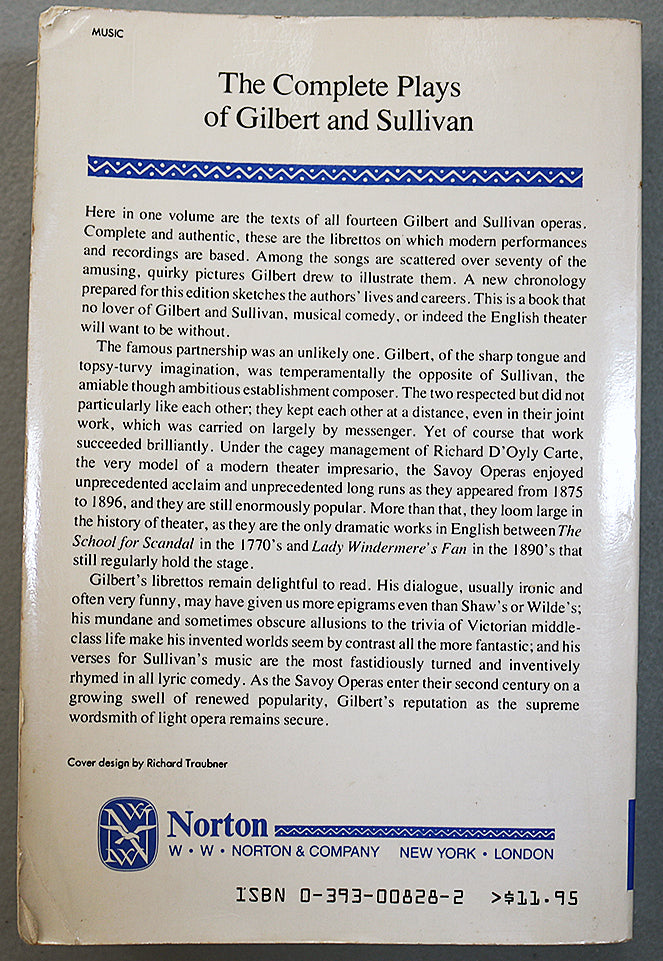 MUSIC
The Complete Plays
of Gilbert and Sullivan
Here in one volume are the texts of all fourteen Gilbert and Sullivan operas.
Complete and authentic, these are the librettos on which modern performances
and recordings are based. Among the songs are scattered over seventy of the
amusing, quirky pictures Gilbert drew to illustrate them. A new chronology
prepared for this edition sketches the authors' lives and careers. This is a book that
no lover of Gilbert and Sullivan, musical comedy, or indeed the English theater
will want to be without.
The famous partnership was an unlikely one. Gilbert, of the sharp tongue and
topsy-turvy imagination, was temperamentally the opposite of Sullivan, the
amiable though ambitious establishment composer. The two respected but did not
particularly like each other; they kept each other at a distance, even in their joint
work, which was carried on largely by messenger. Yet of course that work
succeeded brilliantly. Under the cagey management of Richard D'Oyly Carte,
the very model of a modern theater impresario, the Savoy Operas enjoyed
unprecedented acclaim and unprecedented long runs as they appeared from 1875
to 1896, and they are still enormously popular. More than that, they loom large in
the history of theater, as they are the only dramatic works in English between The
School for Scandal in the 1770's and Lady Windermere's Fan in the 1890's that
still regularly hold the stage.
Gilbert's librettos remain delightful to read. His dialogue, usually ironic and
often very funny, may have given us more epigrams even than Shaw's or Wilde's;
his mundane and sometimes obscure allusions to the trivia of Victorian middle-
class life make his invented worlds seem by contrast all the more fantastic; and his
verses for Sullivan's music are the most fastidiously turned and inventively
rhymed in all lyric comedy. As the Savoy Operas enter their second century on a
growing swell of renewed popularity, Gilbert's reputation as the supreme
wordsmith of light opera remains secure.
Cover design by Richard Traubner
Norton
W • W • NORTON & COMPANY NEW YORK • LONDON
ISBN 0-393-00828-2 >$11.95